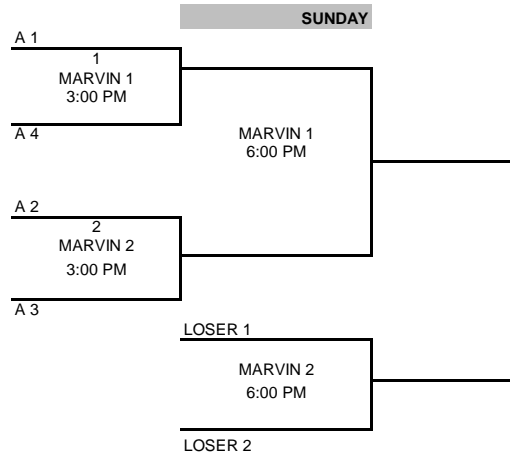 SUNDAY
A 1
1
MARVIN 1
3:00 PM
A 4
MARVIN 1
6:00 PM
A 2
2
MARVIN 2
3:00 PM
A 3
LOSER 1
MARVIN 2
6:00 PM
LOSER 2